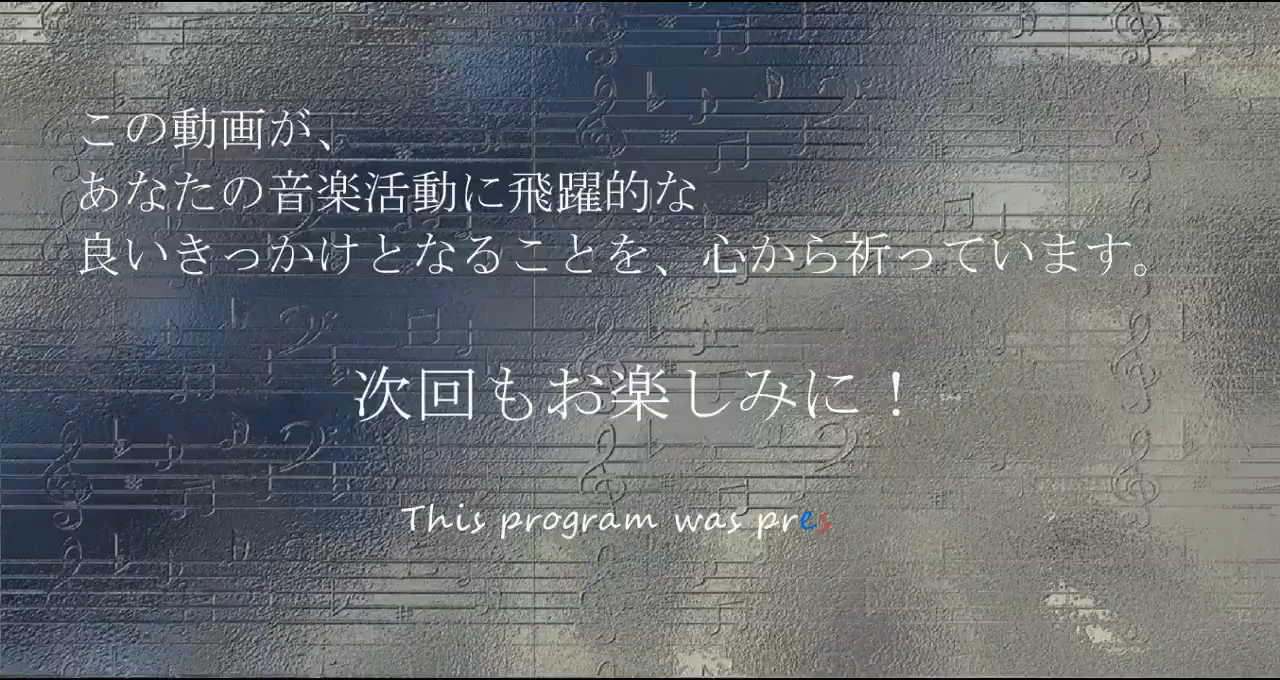 この動画が、
あなたの音楽活動に飛躍的な
良いきっかけとなることを、心から祈っています。
次回もお楽しみに！
This program was pres